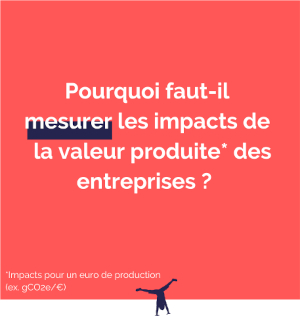 Pourquoi faut-il
mesurer les impacts de
la valeur produite* des
entreprises ?
*Impacts pour un euro de production
(ex. gCO2e/€)